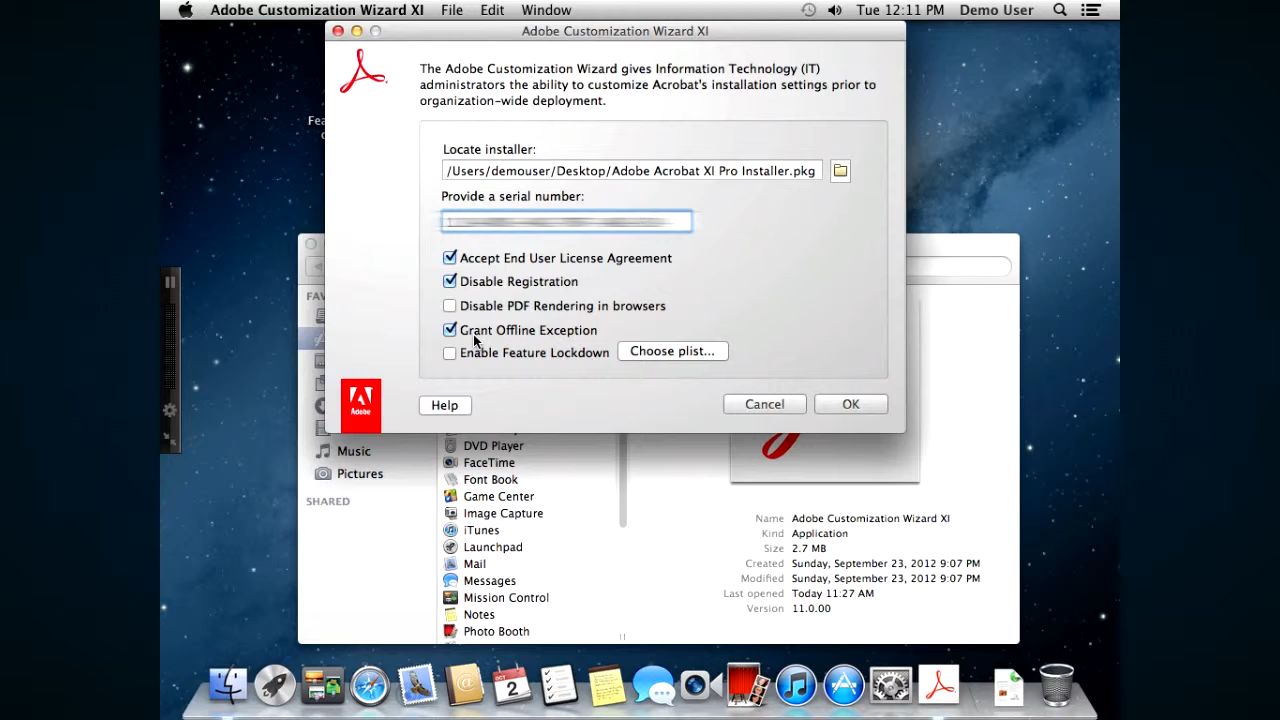 Adobe Customization Wizard XI File Edit Window Tue 12:11 PM Demo User
Adobe Customization Wizard XI
The Adobe Customization Wizard gives Information Technology (IT)
administrators the ability to customize Acrobat's installation settings prior to
organization-wide deployment.
Locate installer:
/Users/demouser/Desktop/Adobe Acrobat XI Pro Installer.pkg
Provide a serial number:
Accept End User License Agreement
Disable Registration
Disable PDF Rendering in browsers
Grant Offline Exception
Enable Feature Lockdown Choose plist...
Adobe
Help Cancel OK
Fea
FAV
Music
Pictures
SHARED
DVD Player
FaceTime
Font Book
Game Center
Image Capture
iTunes
Launchpad
Mail
Messages
Mission Control
Notes
Photo Booth
Name Adobe Customization Wizard XI
Kind Application
Size 2.7 MB
Created Sunday, September 23, 2012 9:07 PM
Modified Sunday, September 23, 2012 9:07 PM
Last opened Today 11:27 AM
Version 11.0.00
OCT
2